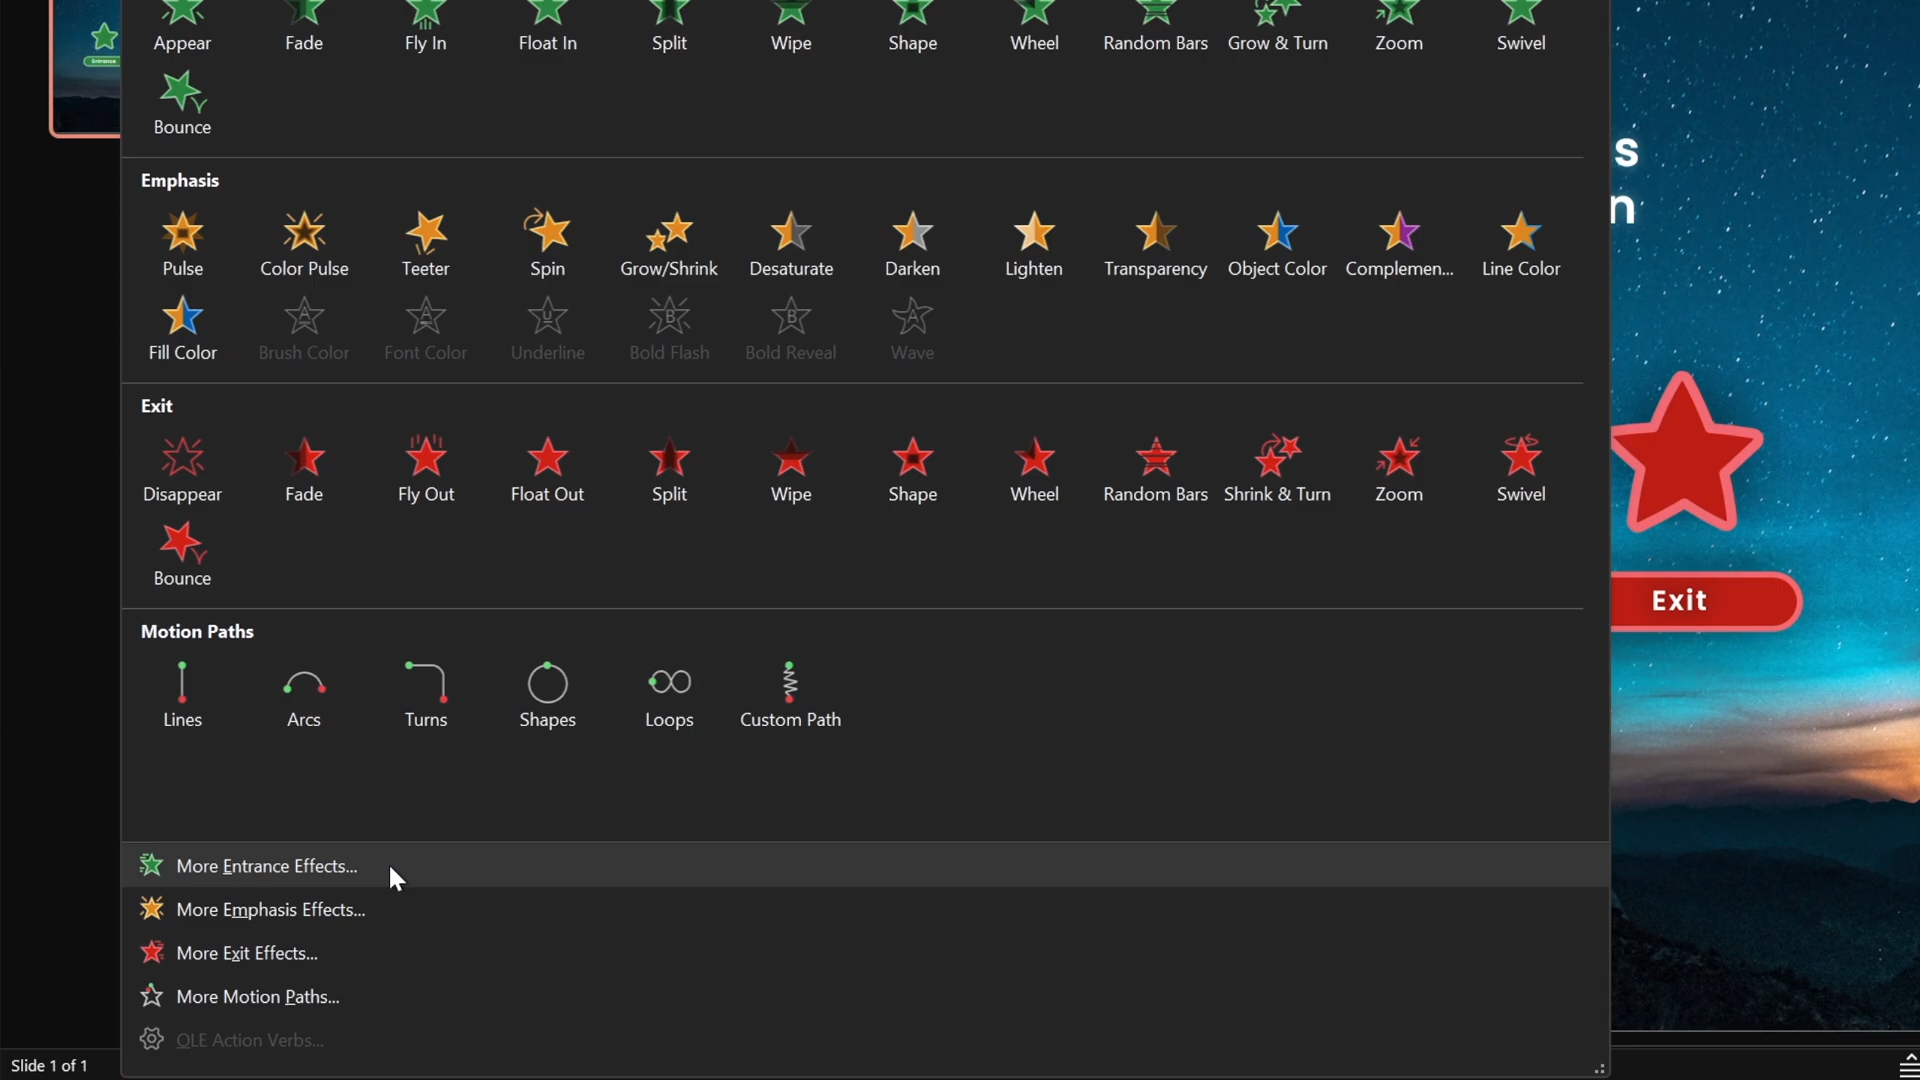 Entrance
Appear Fade Fly In Float In Split Wipe Shape Wheel Random Bars Grow & Turn Zoom Swivel
Bounce
s
n
Emphasis
Pulse Color Pulse Teeter Spin Grow/Shrink Desaturate Darken Lighten Transparency Object Color Complemen... Line Color
Fill Color Brush Color Font Color Underline Bold Flash Bold Reveal Wave
Exit
Disappear Fade Fly Out Float Out Split Wipe Shape Wheel Random Bars Shrink & Turn Zoom Swivel
Bounce
Exit
Motion Paths
Lines Arcs Turns Shapes Loops Custom Path
More Entrance Effects...
More Emphasis Effects...
More Exit Effects...
More Motion Paths...
OLE Action Verbs...
Slide 1 of 1